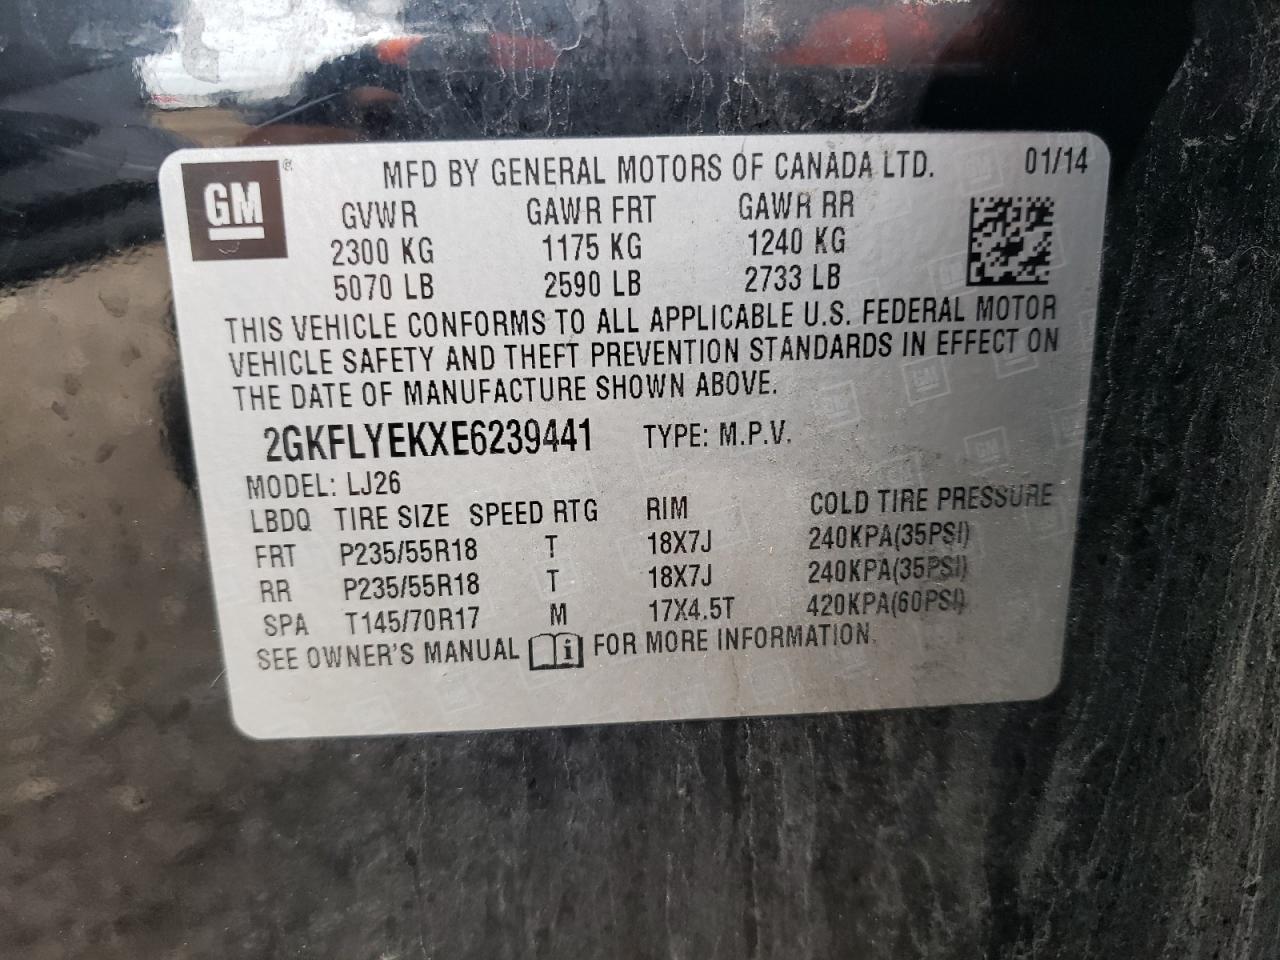 GM ®
MFD BY GENERAL MOTORS OF CANADA LTD. 01/14
GVWR GAWR FRT GAWR RR
2300 KG 1175 KG 1240 KG
5070 LB 2590 LB 2733 LB
THIS VEHICLE CONFORMS TO ALL APPLICABLE U.S. FEDERAL MOTOR
VEHICLE SAFETY AND THEFT PREVENTION STANDARDS IN EFFECT ON
THE DATE OF MANUFACTURE SHOWN ABOVE.
2GKFLYEKXE6239441 TYPE: M.P.V.
MODEL: LJ26
LBDQ TIRE SIZE SPEED RTG RIM COLD TIRE PRESSURE
FRT P235/55R18 T 18X7J 240KPA(35PSI)
RR P235/55R18 T 18X7J 240KPA(35PSI)
SPA T145/70R17 M 17X4.5T 420KPA(60PSI)
SEE OWNER'S MANUAL i FOR MORE INFORMATION.